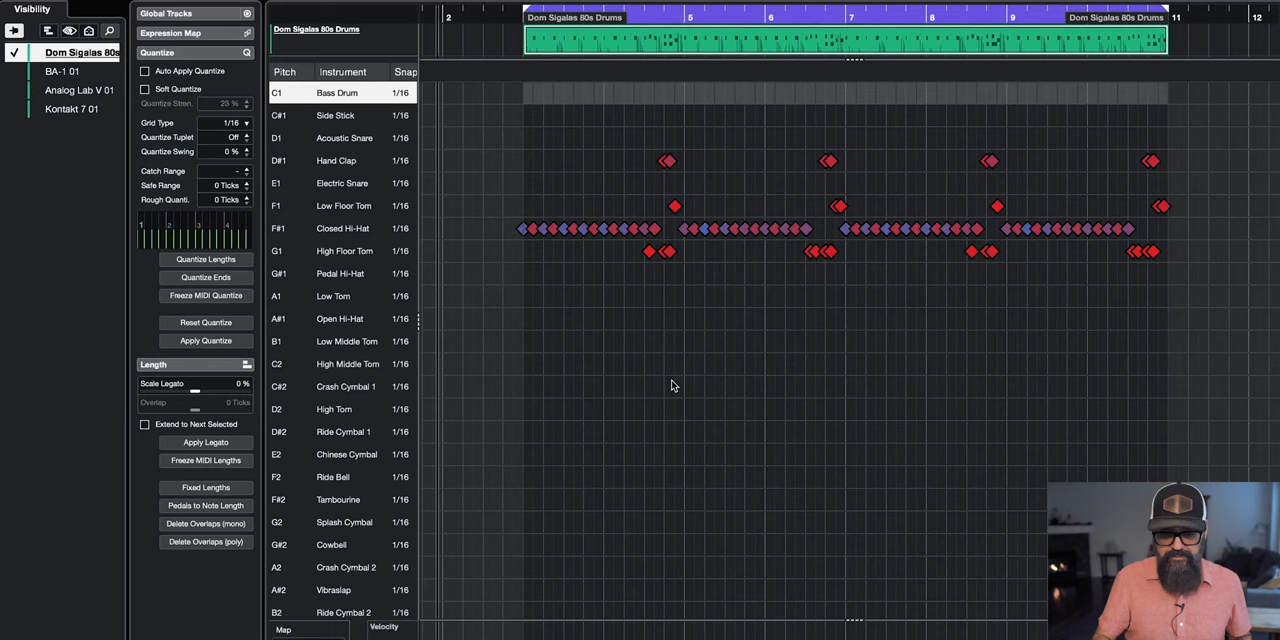 Visibility
Dom Sigalas 80s
BA-1 01
Analog Lab V 01
Kontakt 7 01
Global Tracks
Expression Map
Quantize
Auto Apply Quantize
Soft Quantize
Quantize Stren. 23 %
Grid Type 1/16
Quantize Tuplet Off
Quantize Swing 0 %
Catch Range -
Safe Range 0 Ticks
Rough Quanti. 0 Ticks
1 2 3 4
Quantize Lengths
Quantize Ends
Freeze MIDI Quantize
Reset Quantize
Apply Quantize
Length
Scale Legato 0 %
Overlap 0 Ticks
Extend to Next Selected
Apply Legato
Freeze MIDI Lengths
Fixed Lengths
Pedals to Note Length
Delete Overlaps (mono)
Delete Overlaps (poly)
Dom Sigalas 80s Drums
2 5 6 7 8 9 11 12
Dom Sigalas 80s Drums Dom Sigalas 80s Drums
Pitch Instrument Snap
C1 Bass Drum 1/16
C#1 Side Stick 1/16
D1 Acoustic Snare 1/16
D#1 Hand Clap 1/16
E1 Electric Snare 1/16
F1 Low Floor Tom 1/16
F#1 Closed Hi-Hat 1/16
G1 High Floor Tom 1/16
G#1 Pedal Hi-Hat 1/16
A1 Low Tom 1/16
A#1 Open Hi-Hat 1/16
B1 Low Middle Tom 1/16
C2 High Middle Tom 1/16
C#2 Crash Cymbal 1 1/16
D2 High Tom 1/16
D#2 Ride Cymbal 1 1/16
E2 Chinese Cymbal 1/16
F2 Ride Bell 1/16
F#2 Tambourine 1/16
G2 Splash Cymbal 1/16
G#2 Cowbell 1/16
A2 Crash Cymbal 2 1/16
A#2 Vibraslap 1/16
B2 Ride Cymbal 2 1/16
Map Velocity